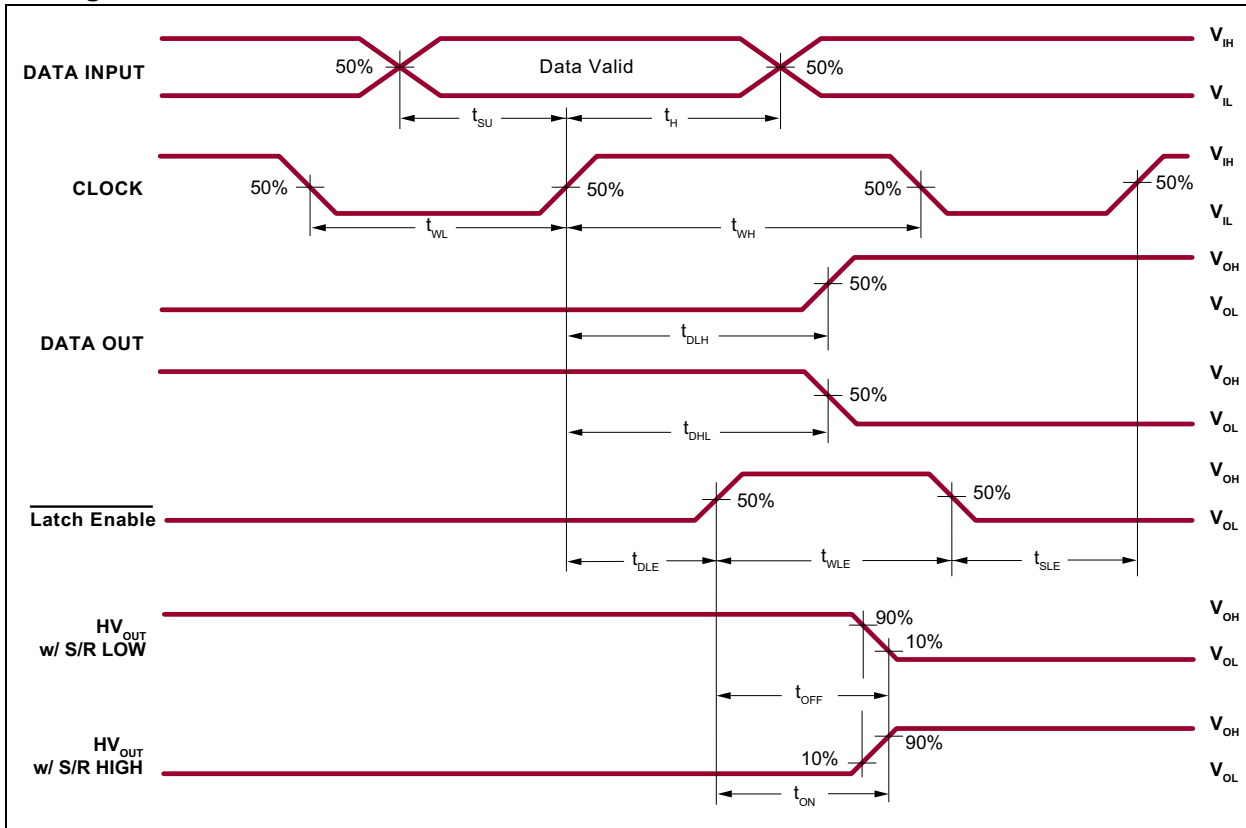 DATA INPUT
50%
Data Valid
50%
V_IH
V_IL
t_SU
t_H
CLOCK
50%
50%
50%
50%
V_IH
V_IL
t_WL
t_WH
DATA OUT
50%
V_OH
V_OL
t_DLH
50%
V_OH
V_OL
t_DHL
Latch Enable
50%
50%
V_OH
V_OL
t_DLE
t_WLE
t_SLE
HV_OUT
w/ S/R LOW
90%
10%
V_OH
V_OL
t_OFF
HV_OUT
w/ S/R HIGH
10%
90%
V_OH
V_OL
t_ON